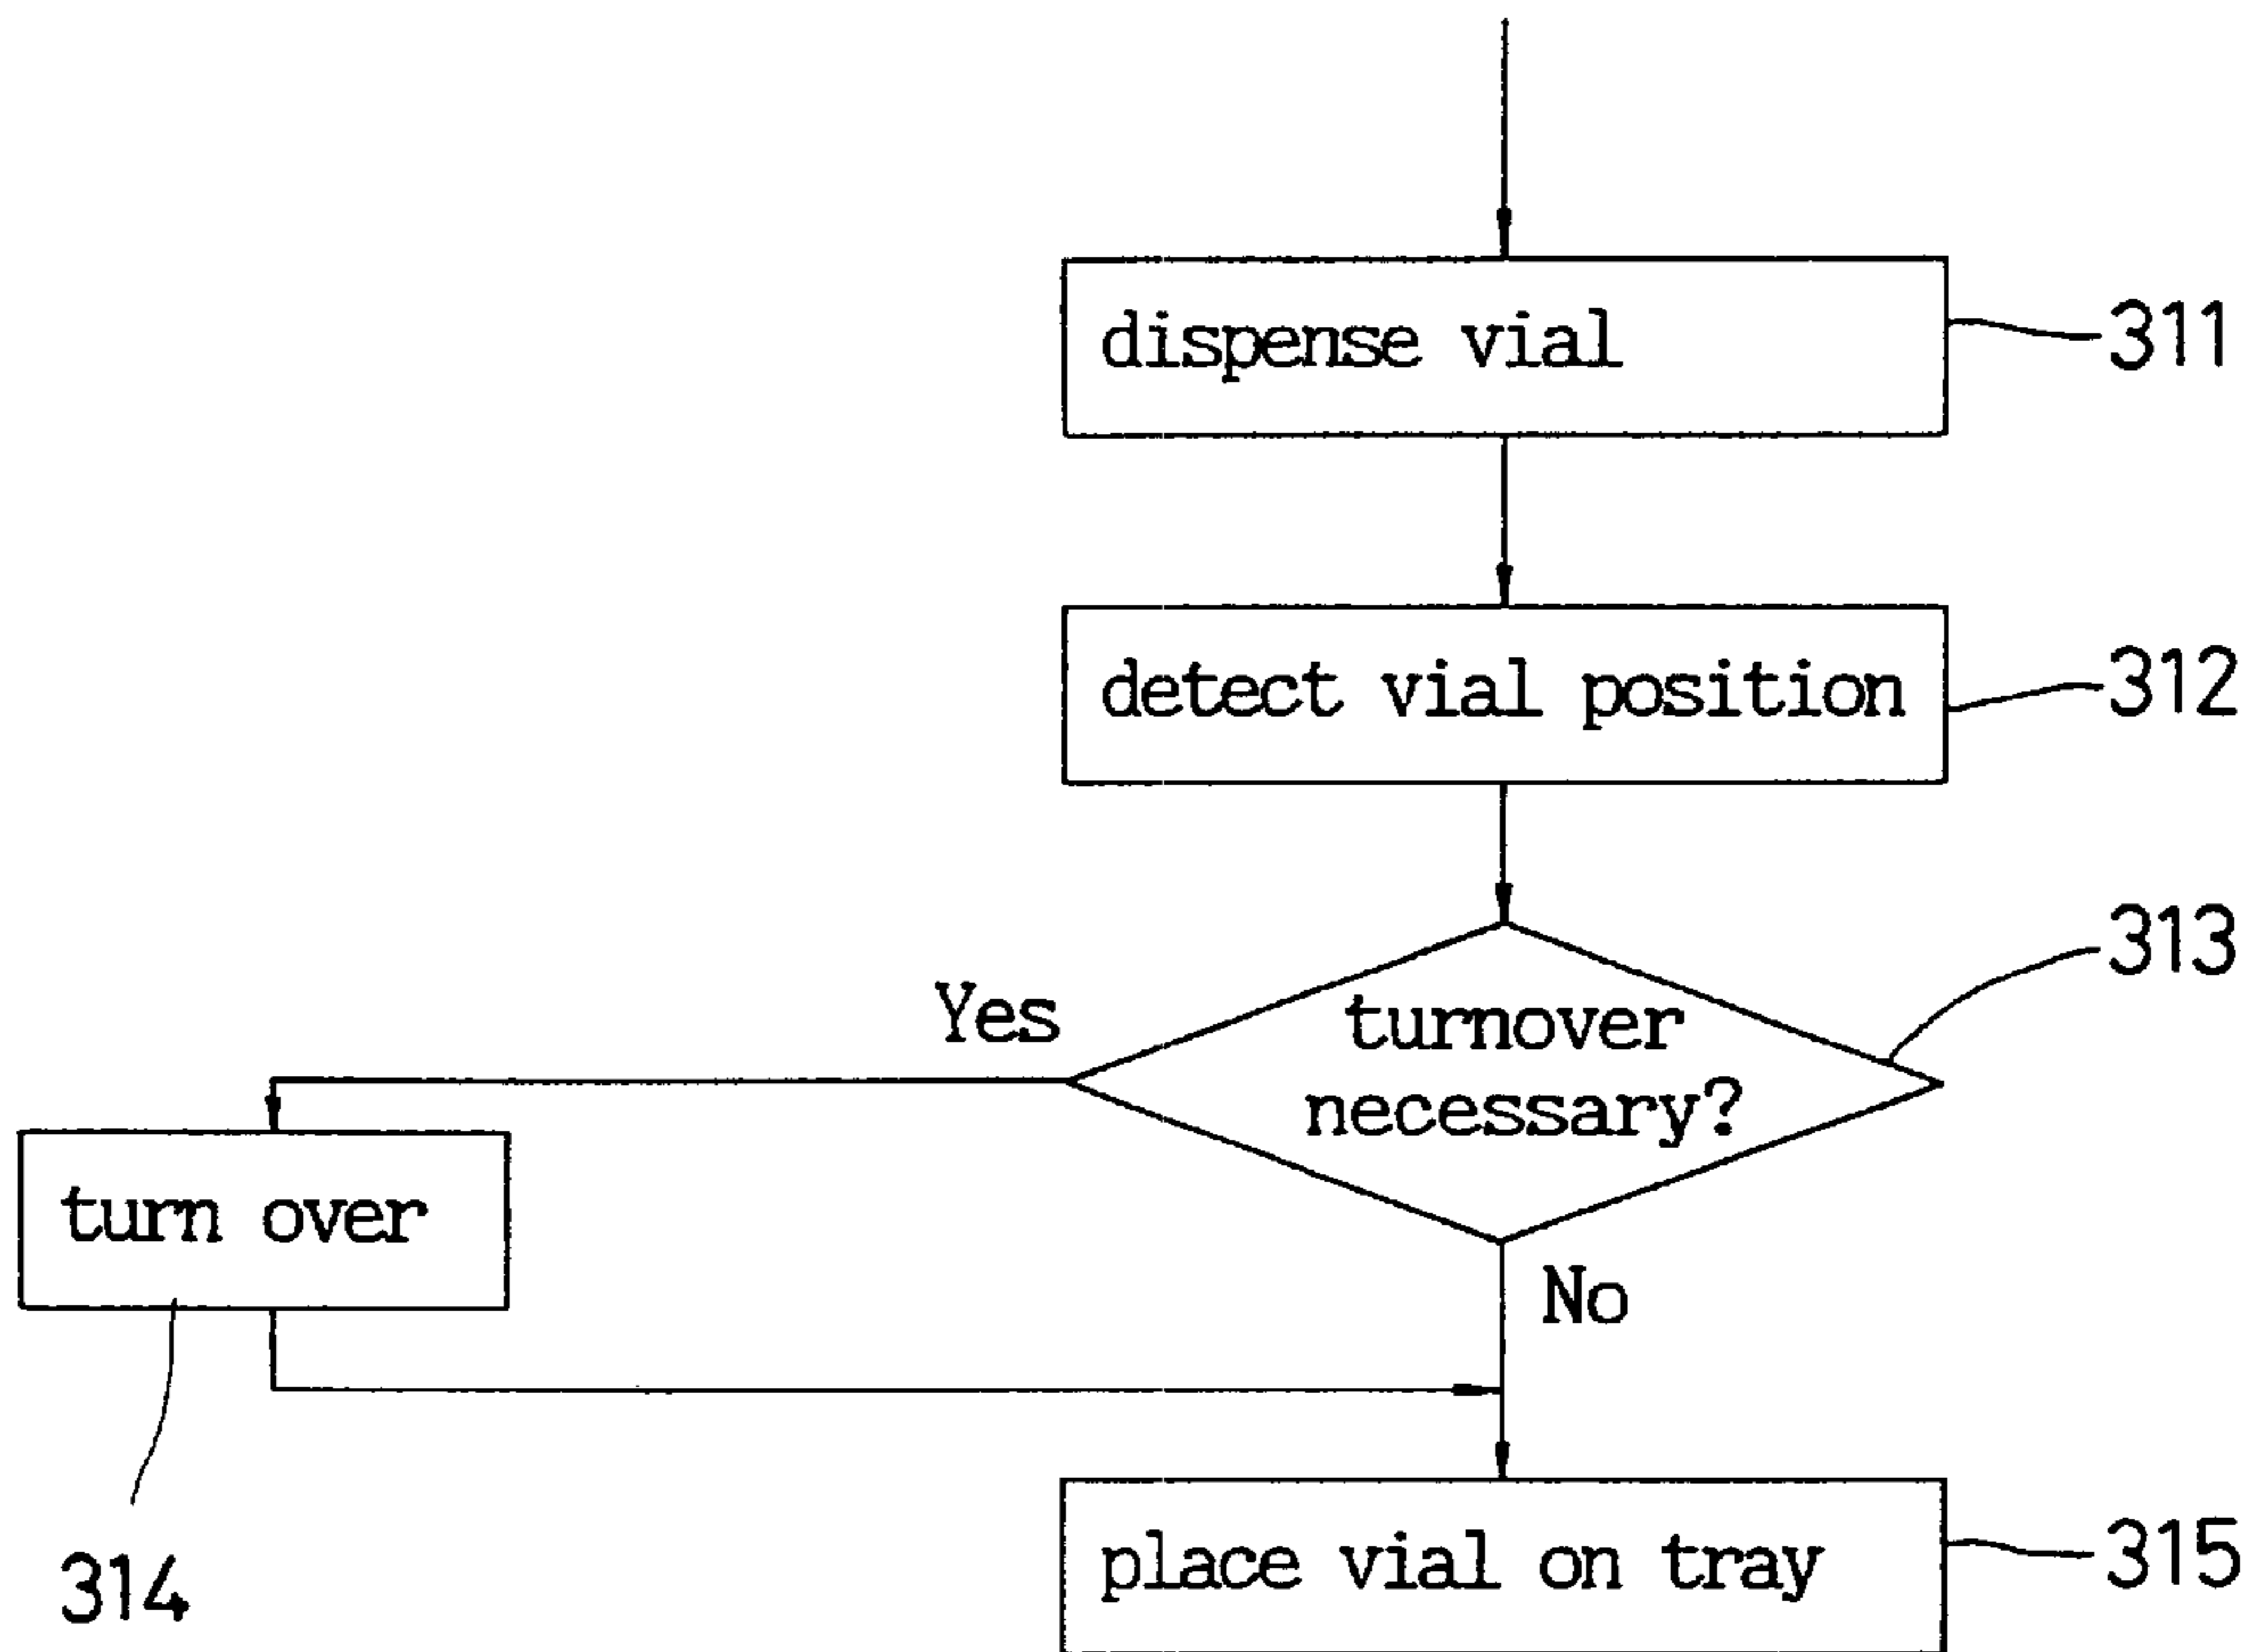 dispense vial
311
detect vial position
312
313
Yes
turnover
necessary?
turn over
No
314
place vial on tray
315